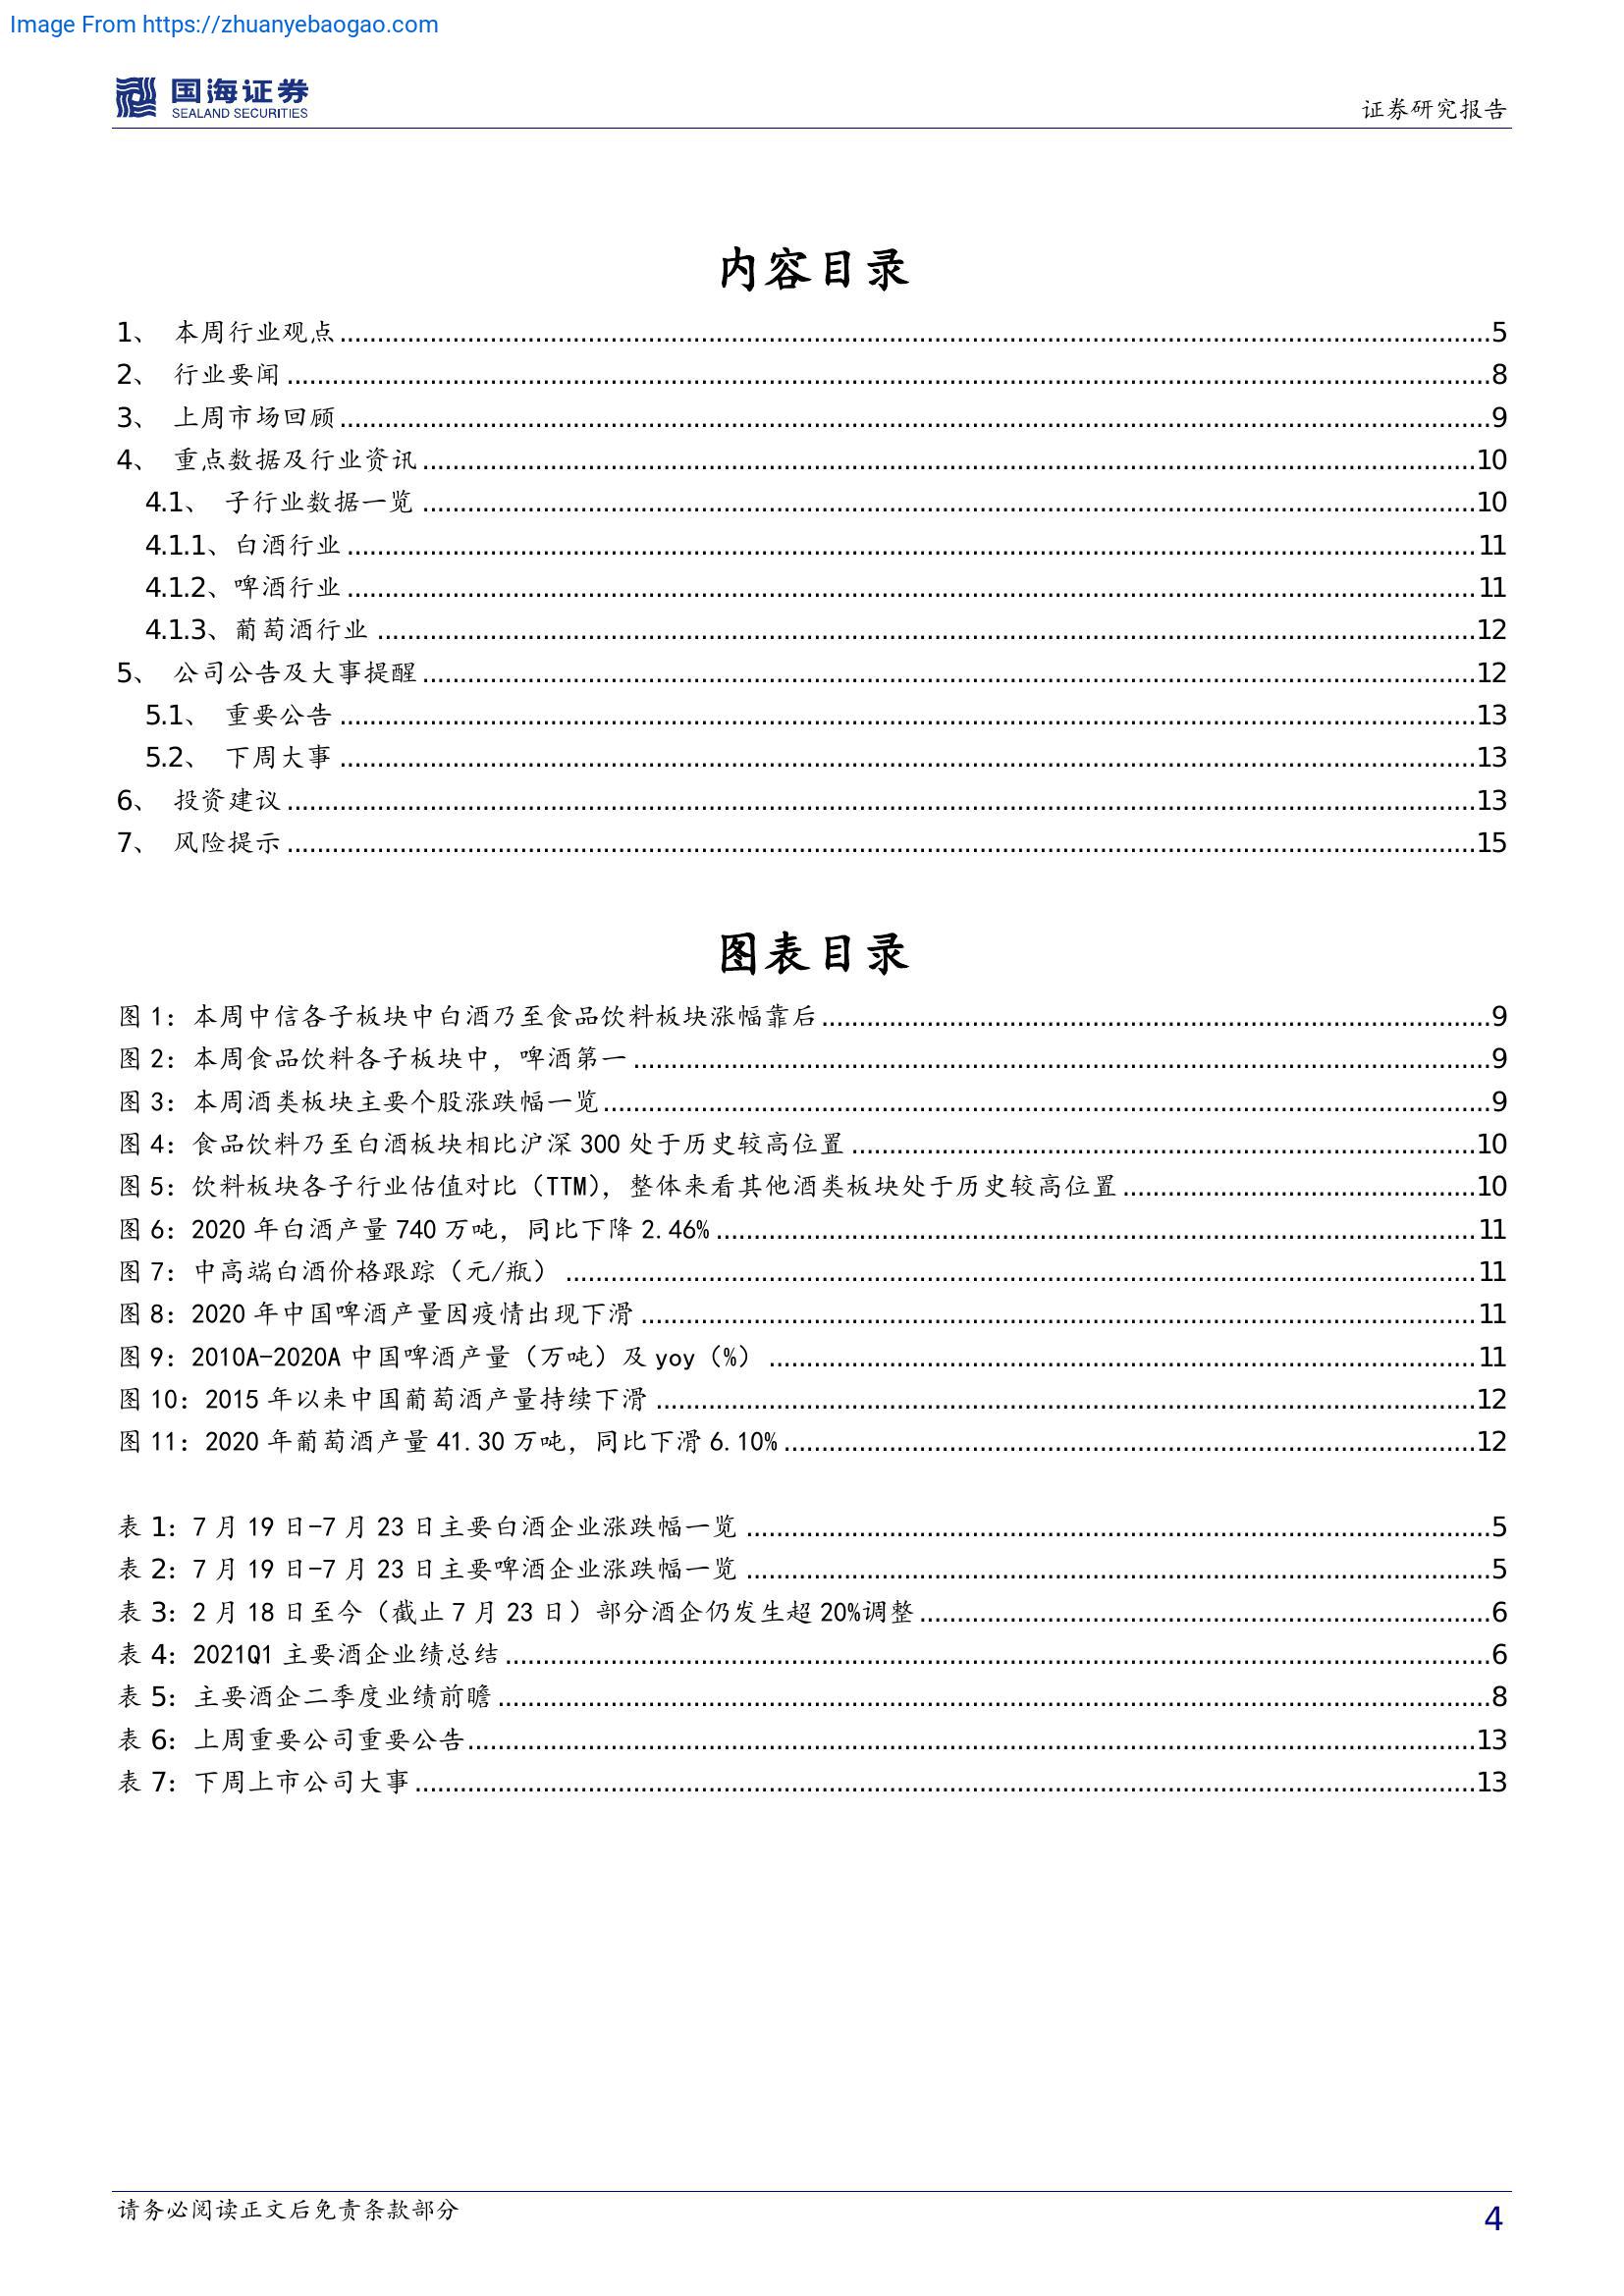 Image From https://zhuanyebaogao.com
国海证券
SEALAND SECURITIES
证券研究报告
内容目录
1、 本周行业观点........................5
2、 行业要闻........................8
3、 上周市场回顾........................9
4、 重点数据及行业资讯........................10
4.1、 子行业数据一览........................10
4.1.1、白酒行业........................11
4.1.2、啤酒行业........................11
4.1.3、葡萄酒行业........................12
5、 公司公告及大事提醒........................12
5.1、 重要公告........................13
5.2、 下周大事........................13
6、 投资建议........................13
7、 风险提示........................15
图表目录
图 1：本周中信各子板块中白酒乃至食品饮料板块涨幅靠后........................9
图 2：本周食品饮料各子板块中，啤酒第一........................9
图 3：本周酒类板块主要个股涨跌幅一览........................9
图 4：食品饮料乃至白酒板块相比沪深 300 处于历史较高位置........................10
图 5：饮料板块各子行业估值对比（TTM），整体来看其他酒类板块处于历史较高位置........................10
图 6：2020 年白酒产量 740 万吨，同比下降 2.46%........................11
图 7：中高端白酒价格跟踪（元/瓶）........................11
图 8：2020 年中国啤酒产量因疫情出现下滑........................11
图 9：2010A-2020A 中国啤酒产量（万吨）及 yoy（%）........................11
图 10：2015 年以来中国葡萄酒产量持续下滑........................12
图 11：2020 年葡萄酒产量 41.30 万吨，同比下滑 6.10%........................12
表 1：7 月 19 日-7 月 23 日主要白酒企业涨跌幅一览........................5
表 2：7 月 19 日-7 月 23 日主要啤酒企业涨跌幅一览........................5
表 3：2 月 18 日至今（截止 7 月 23 日）部分酒企仍发生超 20%调整........................6
表 4：2021Q1 主要酒企业绩总结........................6
表 5：主要酒企二季度业绩前瞻........................8
表 6：上周重要公司重要公告........................13
表 7：下周上市公司大事........................13
请务必阅读正文后免责条款部分
4